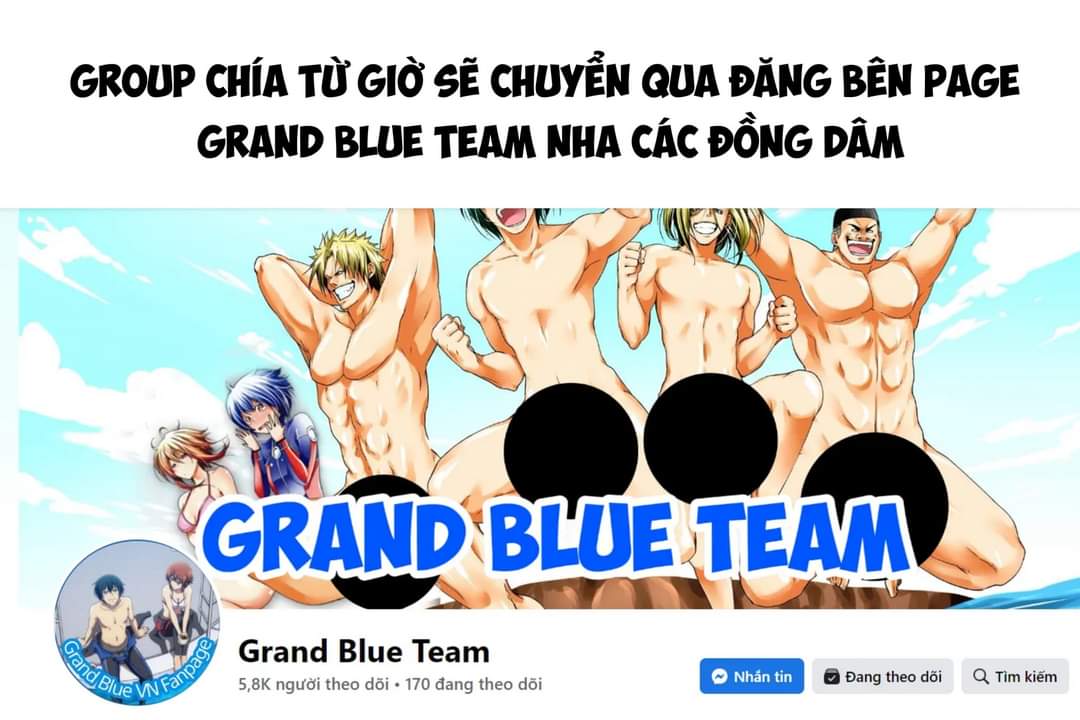 GROUP CHÍA TỪ GIỜ SẼ CHUYỂN QUA ĐĂNG BÊN PAGE
GRAND BLUE TEAM NHA CÁC ĐỒNG DÂM
GRAND BLUE TEAM
Grand Blue VN Fanpage
Grand Blue Team
5,8K người theo dõi • 170 đang theo dõi
Nhắn tin
Đang theo dõi
Tìm kiếm